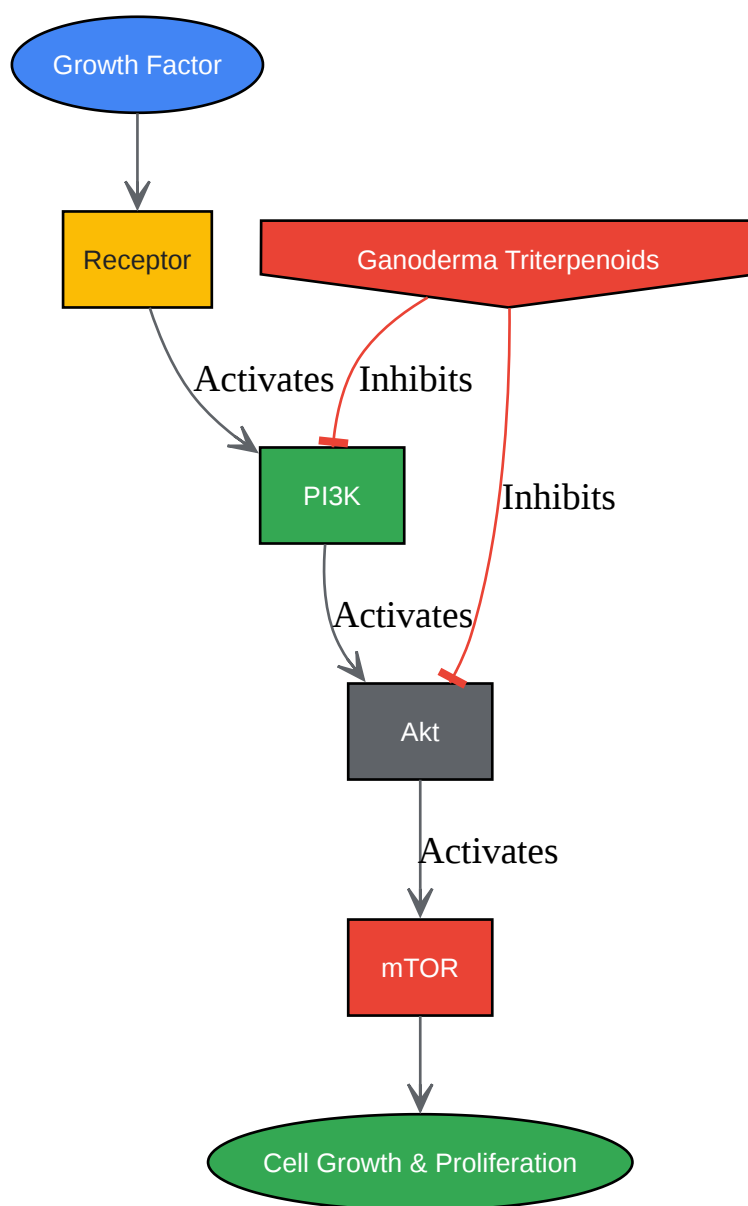 Growth Factor
Receptor
Ganoderma Triterpenoids
Activates
Inhibits
PI3K
Inhibits
Activates
Akt
Activates
mTOR
Cell Growth & Proliferation